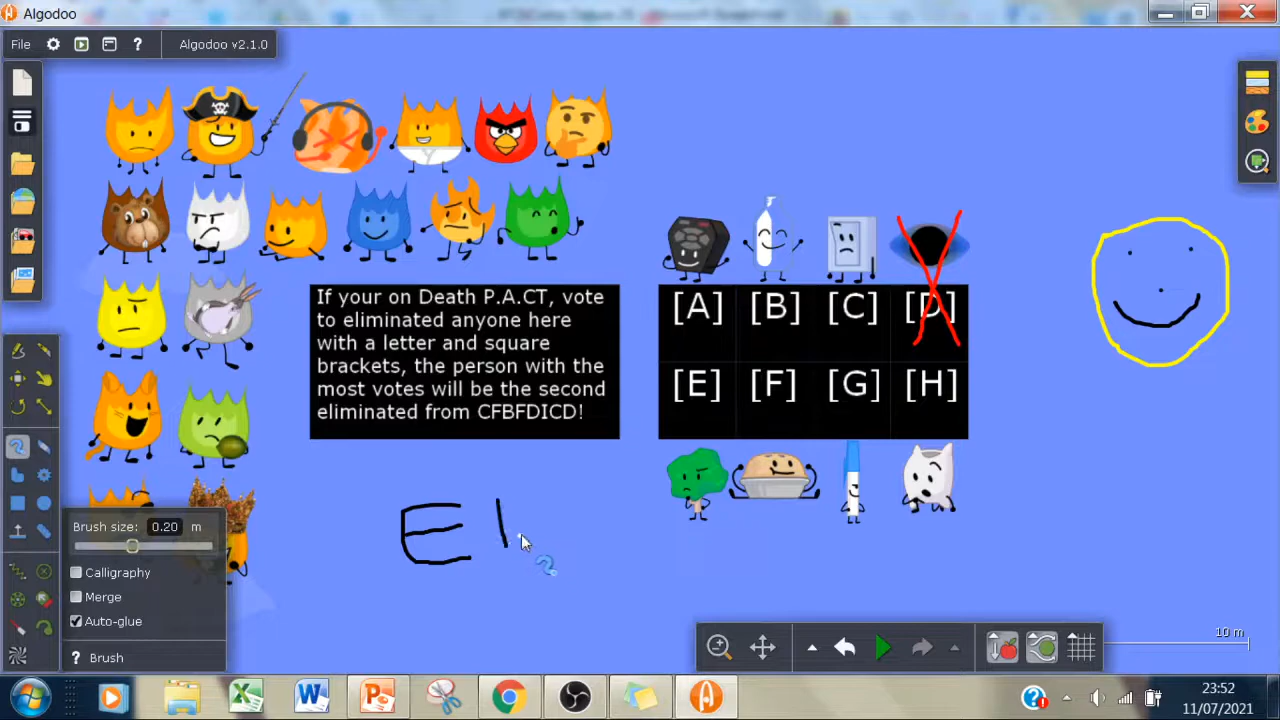 Algodoo
File ? Algodoo v2.1.0
If your on Death P.A.CT, vote
to eliminated anyone here
with a letter and square
brackets, the person with the
most votes will be the second
eliminated from CFBFDICD!
[A] [B] [C] [D]
[E] [F] [G] [H]
E
Brush size: 0.20 m
Calligraphy
Merge
Auto-glue
? Brush
10 m
23:52
11/07/2021